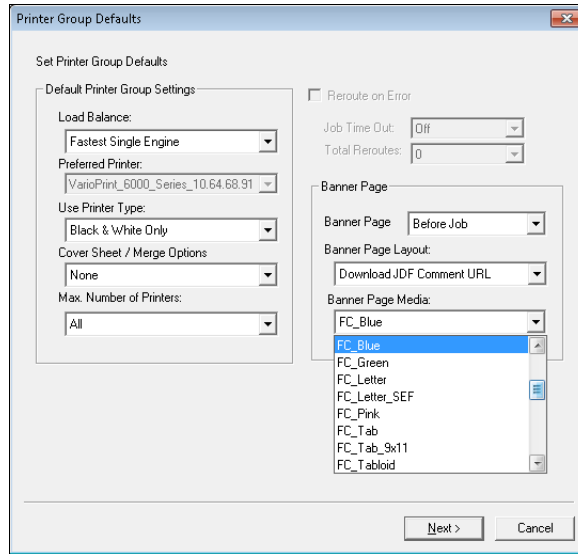 Printer Group Defaults
Set Printer Group Defaults
Default Printer Group Settings
Load Balance:
Fastest Single Engine
Preferred Printer:
VarioPrint_6000_Series_10.64.68.91
Use Printer Type:
Black & White Only
Cover Sheet / Merge Options
None
Max. Number of Printers:
All
Reroute on Error
Job Time Out: Off
Total Reroutes: 0
Banner Page
Banner Page Before Job
Banner Page Layout:
Download JDF Comment URL
Banner Page Media:
FC_Blue
FC_Blue
FC_Green
FC_Letter
FC_Letter_SEF
FC_Pink
FC_Tab
FC_Tab_9x11
FC_Tabloid
Next > Cancel